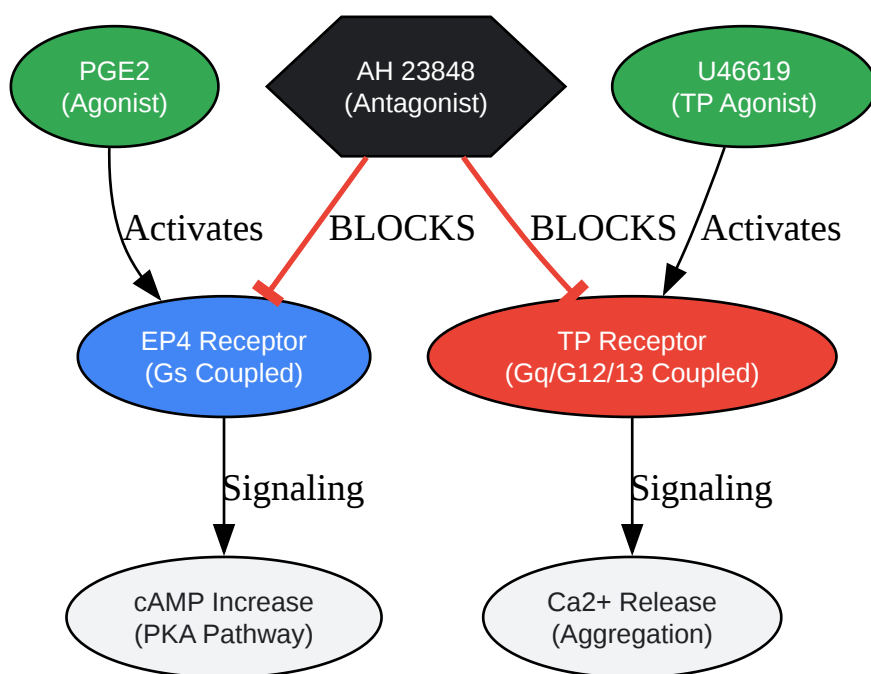 PGE2
(Agonist)
AH 23848
(Antagonist)
U46619
(TP Agonist)
Activates
BLOCKS
BLOCKS
Activates
EP4 Receptor
(Gs Coupled)
TP Receptor
(Gq/G12/13 Coupled)
Signaling
Signaling
cAMP Increase
(PKA Pathway)
Ca2+ Release
(Aggregation)